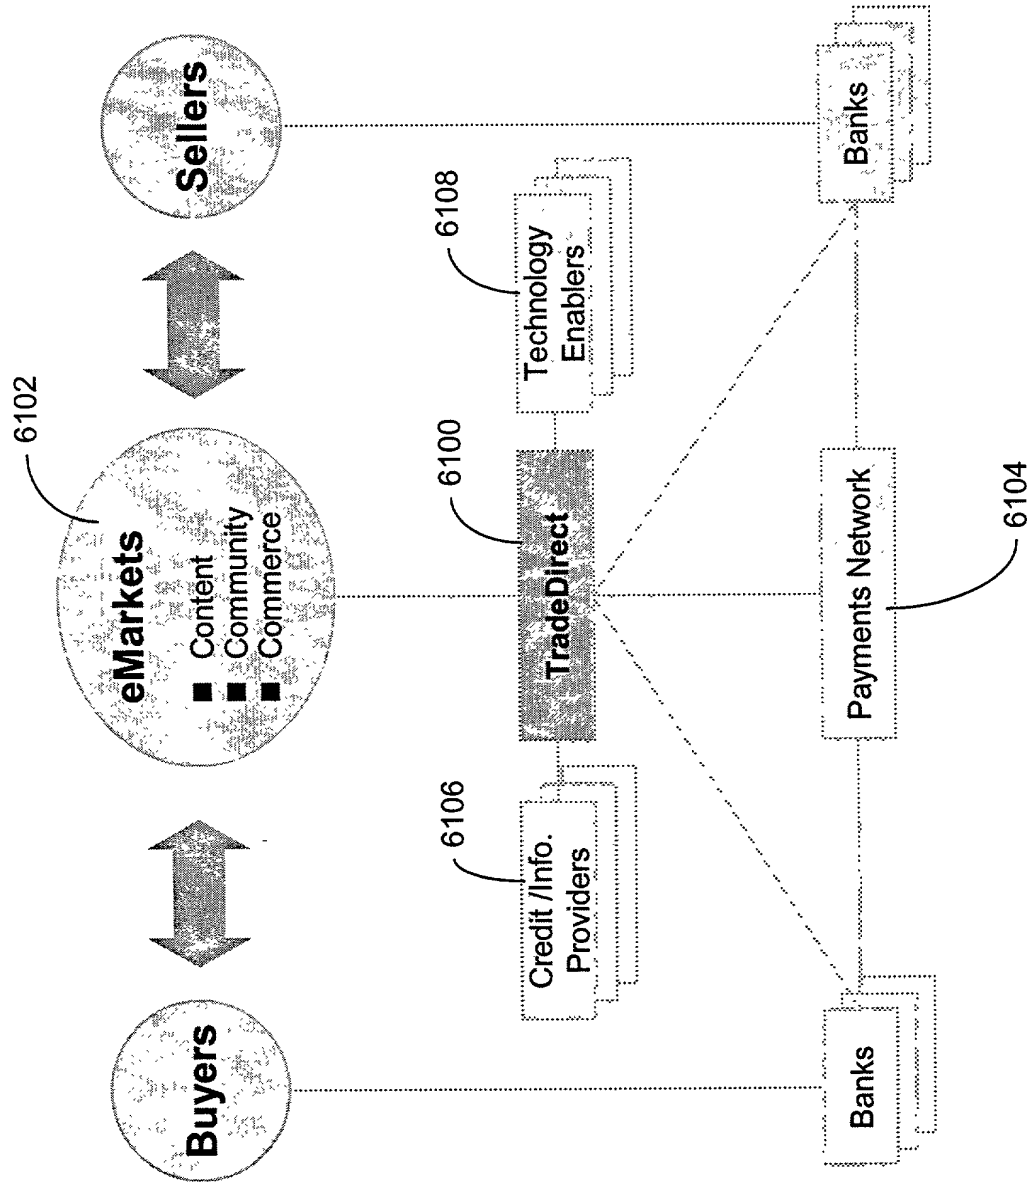 6102
Buyers
eMarkets
■ Content
■ Community
■ Commerce
Sellers
6106
6100
6108
Credit /Info.
Providers
TradeDirect
Technology
Enablers
Banks
Payments Network
Banks
6104